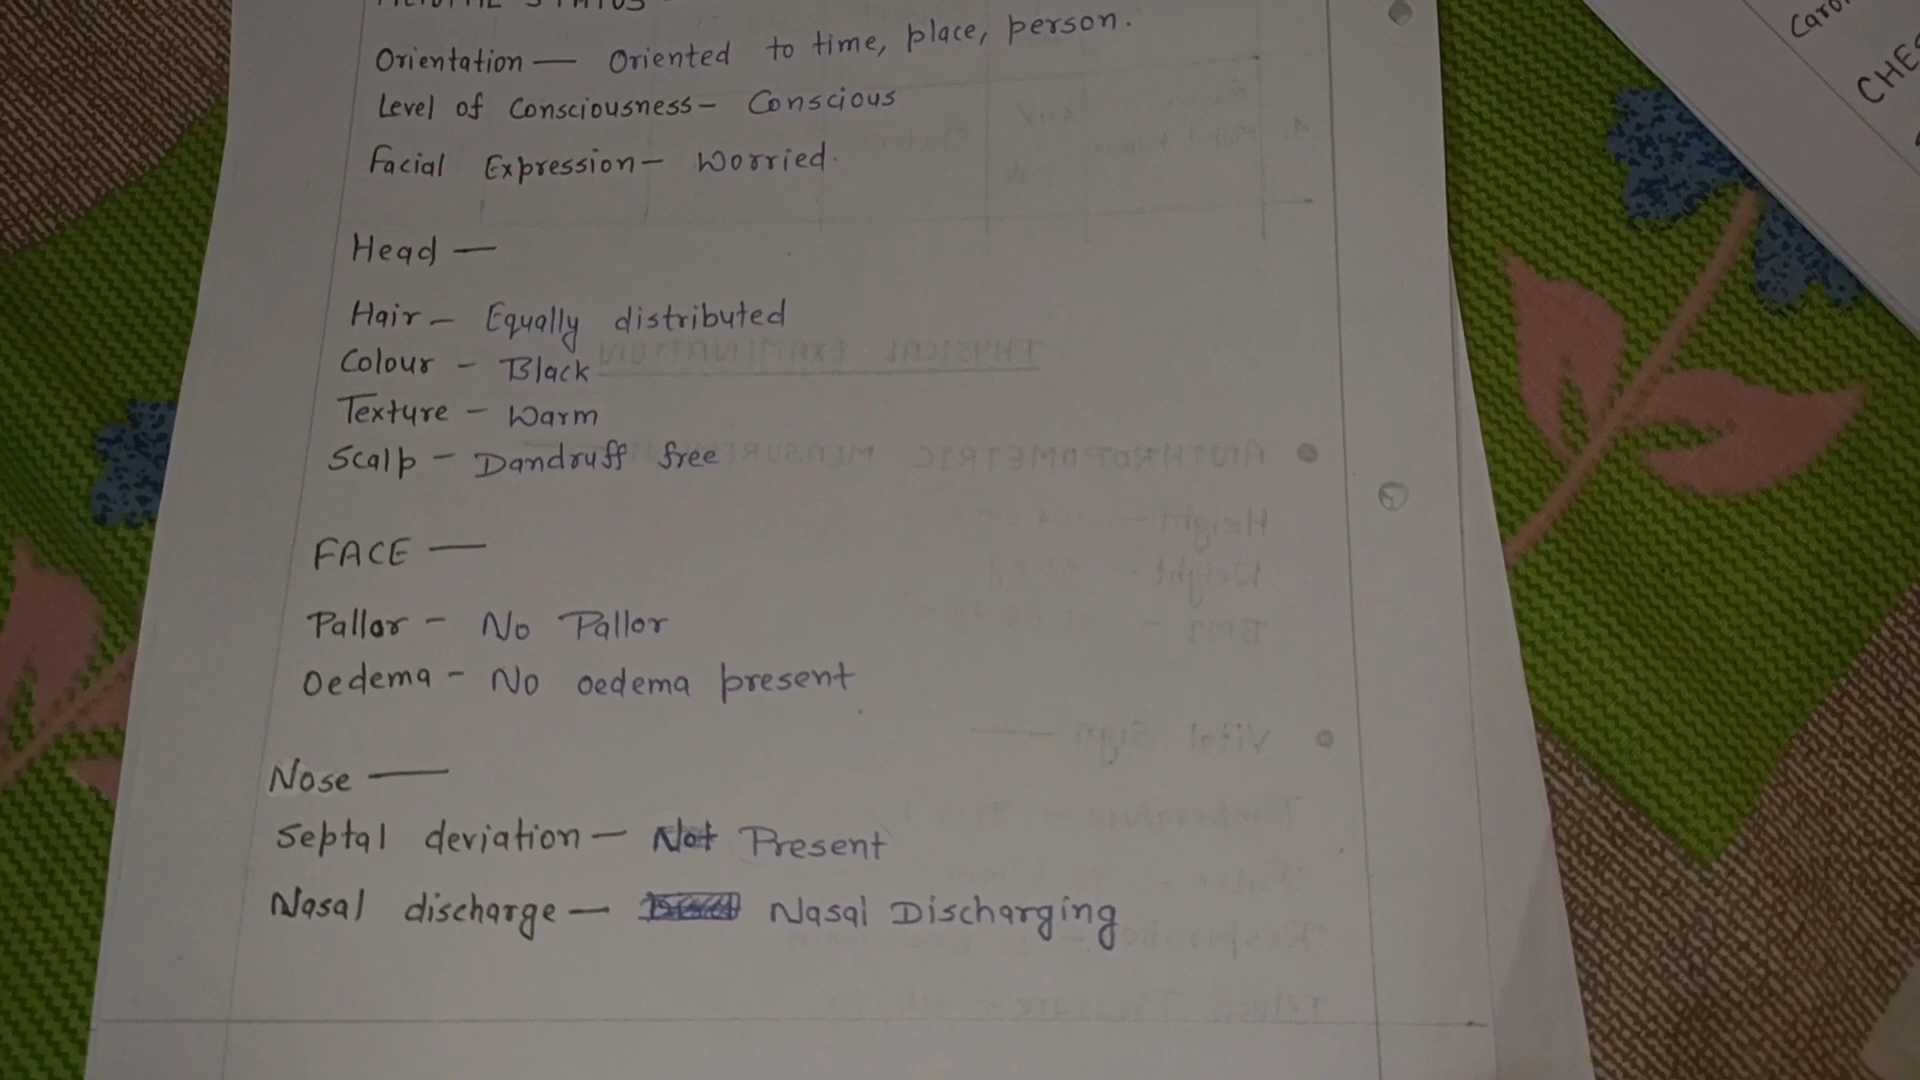 STATUS
Orientation — Oriented to time, place, person.
Level of Consciousness - Conscious
Facial Expression - Worried.
Head —
Hair - Equally distributed
Colour - Black
Texture - Warm
Scalp - Dandruff free
FACE —
Pallor - No Pallor
Oedema - No oedema present
Nose —
Septal deviation - Not Present
Nasal discharge - Nasal Discharging